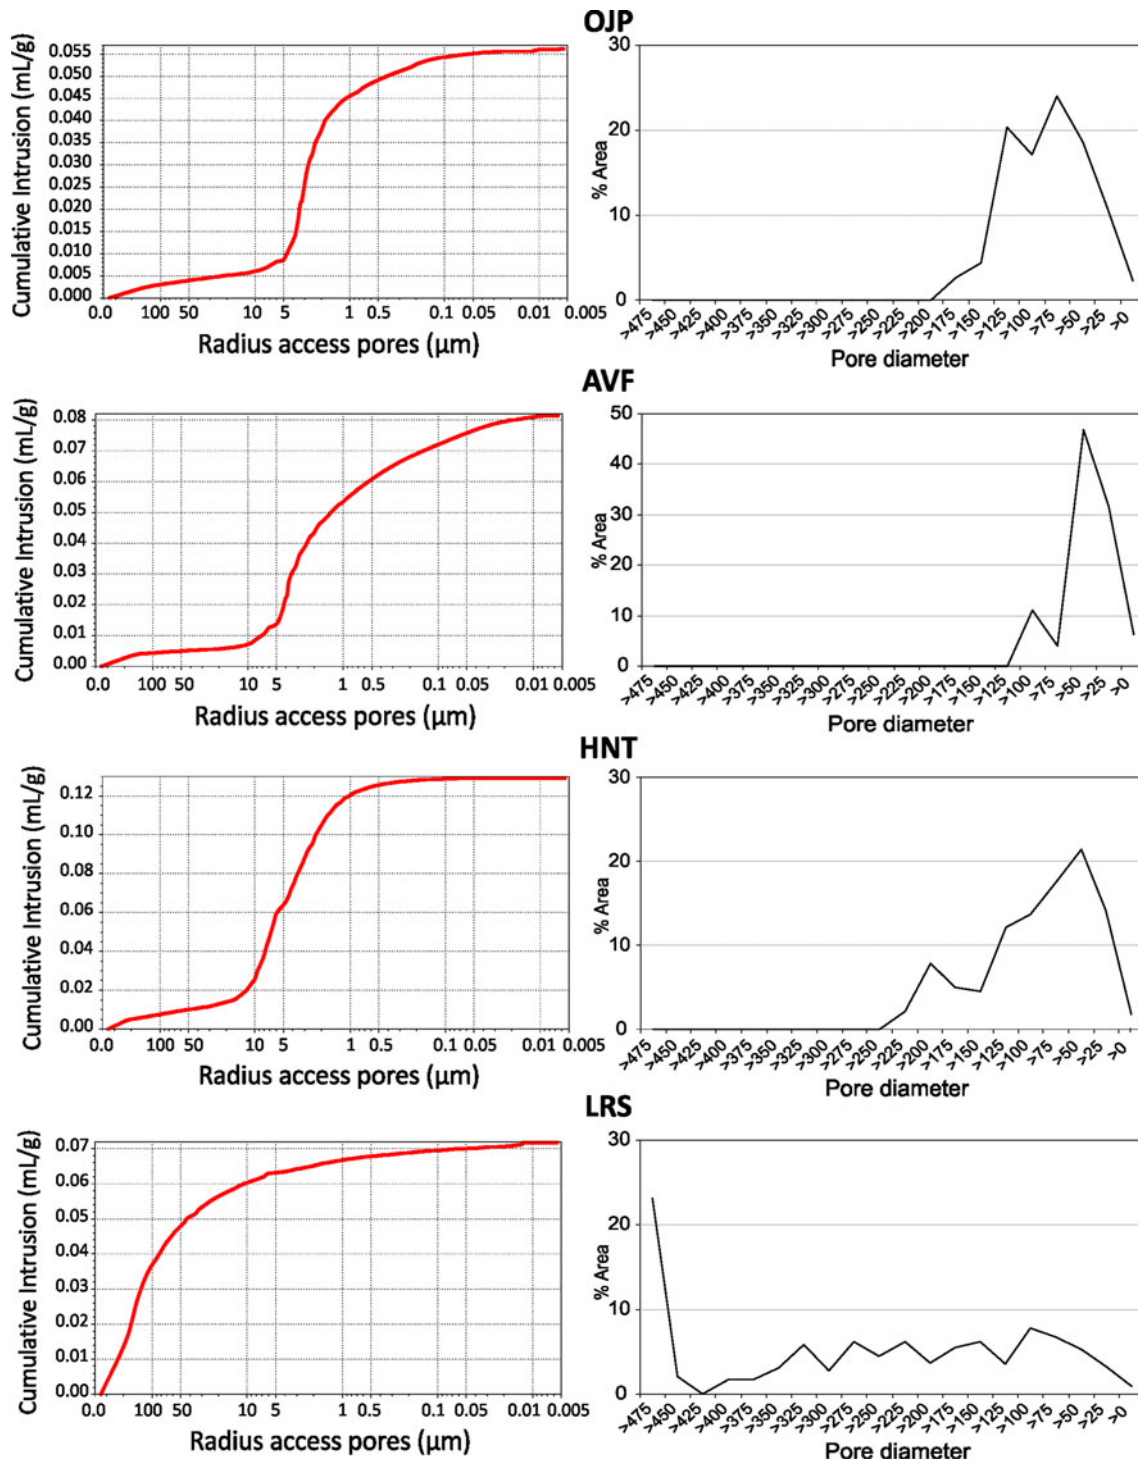 OJP
Cumulative Intrusion (mL/g)
0.055
0.050
0.045
0.040
0.035
0.030
0.025
0.020
0.015
0.010
0.005
0.000
0.0 100 50 10 5 1 0.5 0.1 0.05 0.01 0.005
Radius access pores (µm)
% Area
30
20
10
0
>475 >450 >425 >400 >375 >350 >325 >300 >275 >250 >225 >200 >175 >150 >125 >100 >75 >50 >25 >0
Pore diameter
AVF
Cumulative Intrusion (mL/g)
0.08
0.07
0.06
0.05
0.04
0.03
0.02
0.01
0.00
0.0 100 50 10 5 1 0.5 0.1 0.05 0.01 0.005
Radius access pores (µm)
% Area
50
40
30
20
10
0
>475 >450 >425 >400 >375 >350 >325 >300 >275 >250 >225 >200 >175 >150 >125 >100 >75 >50 >25 >0
Pore diameter
HNT
Cumulative Intrusion (mL/g)
0.12
0.10
0.08
0.06
0.04
0.02
0.00
0.0 100 50 10 5 1 0.5 0.1 0.05 0.01 0.005
Radius access pores (µm)
% Area
30
20
10
0
>475 >450 >425 >400 >375 >350 >325 >300 >275 >250 >225 >200 >175 >150 >125 >100 >75 >50 >25 >0
Pore diameter
LRS
Cumulative Intrusion (mL/g)
0.07
0.06
0.05
0.04
0.03
0.02
0.01
0.00
0.0 100 50 10 5 1 0.5 0.1 0.05 0.01 0.005
Radius access pores (µm)
% Area
30
20
10
0
>475 >450 >425 >400 >375 >350 >325 >300 >275 >250 >225 >200 >175 >150 >125 >100 >75 >50 >25 >0
Pore diameter